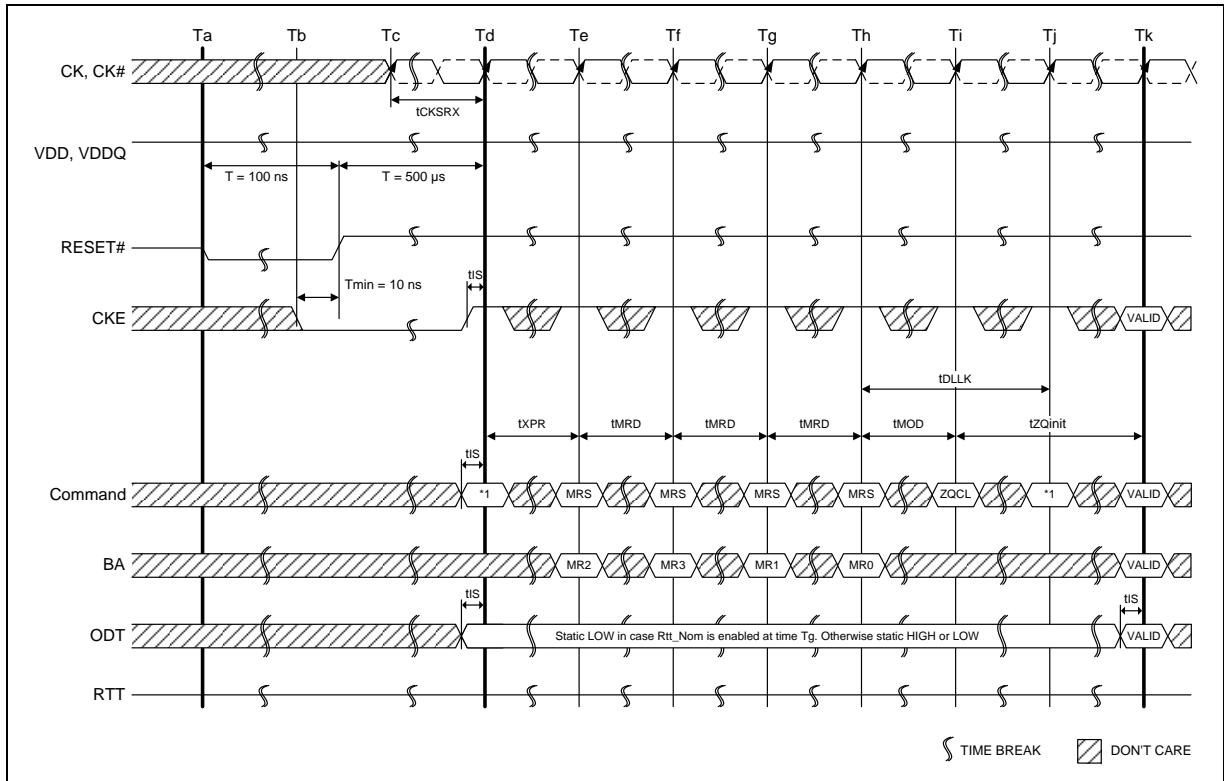 Ta Tb Tc Td Te Tf Tg Th Ti Tj Tk
CK, CK#
tCKSRX
VDD, VDDQ
T = 100 ns T = 500 µs
RESET#
Tmin = 10 ns
tIS
CKE
VALID
tDLLK
tXPR tMRD tMRD tMRD tMOD tZQinit
tIS
Command
*1 MRS MRS MRS MRS ZQCL *1 VALID
BA
MR2 MR3 MR1 MR0 VALID
tIS tIS
ODT
Static LOW in case Rtt_Nom is enabled at time Tg. Otherwise static HIGH or LOW
VALID
RTT
TIME BREAK DON'T CARE